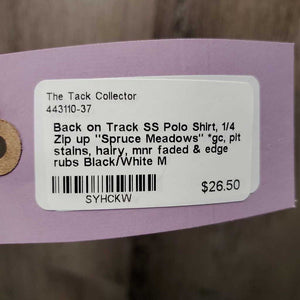 The Tack Collector
443110-37
Back on Track SS Polo Shirt, 1/4
Zip up "Spruce Meadows" *gc, pit
stains, hairy, mnr faded & edge
rubs Black/White M
SYHCKW
$26.50